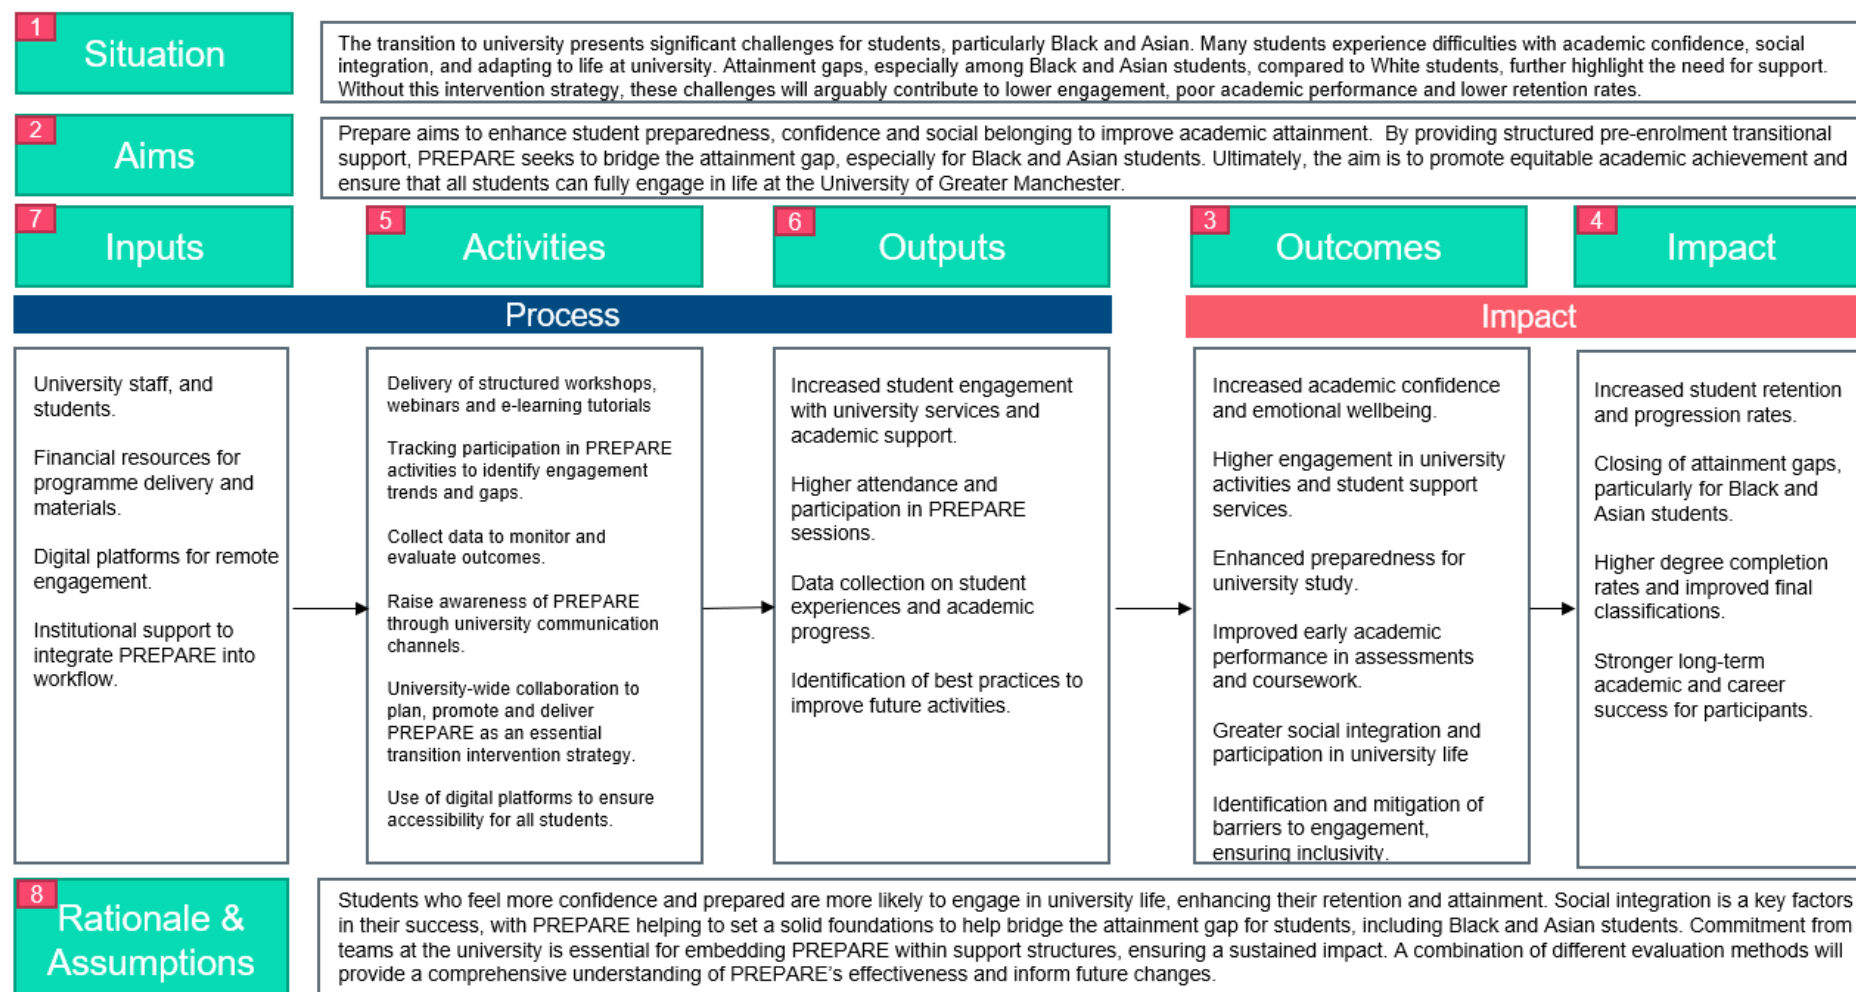 1
Situation
The transition to university presents significant challenges for students, particularly Black and Asian. Many students experience difficulties with academic confidence, social
integration, and adapting to life at university. Attainment gaps, especially among Black and Asian students, compared to White students, further highlight the need for support.
Without this intervention strategy, these challenges will arguably contribute to lower engagement, poor academic performance and lower retention rates.
2
Aims
Prepare aims to enhance student preparedness, confidence and social belonging to improve academic attainment.  By providing structured pre-enrolment transitional
support, PREPARE seeks to bridge the attainment gap, especially for Black and Asian students. Ultimately, the aim is to promote equitable academic achievement and
ensure that all students can fully engage in life at the University of Greater Manchester.
7
Inputs
5
Activities
6
Outputs
3
Outcomes
4
Impact
Process
Impact
University staff, and
students.
Financial resources for
programme delivery and
materials.
Digital platforms for remote
engagement.
Institutional support to
integrate PREPARE into
workflow.
Delivery of structured workshops,
webinars and e-learning tutorials
Tracking participation in PREPARE
activities to identify engagement
trends and gaps.
Collect data to monitor and
evaluate outcomes.
Raise awareness of PREPARE
through university communication
channels.
University-wide collaboration to
plan, promote and deliver
PREPARE as an essential
transition intervention strategy.
Use of digital platforms to ensure
accessibility for all students.
Increased student engagement
with university services and
academic support.
Higher attendance and
participation in PREPARE
sessions.
Data collection on student
experiences and academic
progress.
Identification of best practices to
improve future activities.
Increased academic confidence
and emotional wellbeing.
Higher engagement in university
activities and student support
services.
Enhanced preparedness for
university study.
Improved early academic
performance in assessments
and coursework.
Greater social integration and
participation in university life
Identification and mitigation of
barriers to engagement,
ensuring inclusivity.
Increased student retention
and progression rates.
Closing of attainment gaps,
particularly for Black and
Asian students.
Higher degree completion
rates and improved final
classifications.
Stronger long-term
academic and career
success for participants.
8
Rationale &
Assumptions
Students who feel more confidence and prepared are more likely to engage in university life, enhancing their retention and attainment. Social integration is a key factors
in their success, with PREPARE helping to set a solid foundations to help bridge the attainment gap for students, including Black and Asian students. Commitment from
teams at the university is essential for embedding PREPARE within support structures, ensuring a sustained impact. A combination of different evaluation methods will
provide a comprehensive understanding of PREPARE's effectiveness and inform future changes.